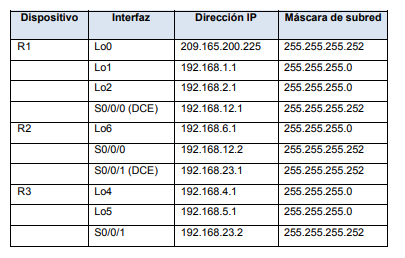 Dispositivo Interfaz Dirección IP Máscara de subred
R1 Lo0 209.165.200.225 255.255.255.252
Lo1 192.168.1.1 255.255.255.0
Lo2 192.168.2.1 255.255.255.0
S0/0/0 (DCE) 192.168.12.1 255.255.255.252
R2 Lo6 192.168.6.1 255.255.255.0
S0/0/0 192.168.12.2 255.255.255.252
S0/0/1 (DCE) 192.168.23.1 255.255.255.252
R3 Lo4 192.168.4.1 255.255.255.0
Lo5 192.168.5.1 255.255.255.0
S0/0/1 192.168.23.2 255.255.255.252